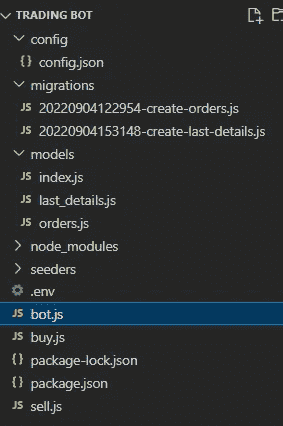 TRADING BOT
config
{} config.json
migrations
JS 20220904122954-create-orders.js
JS 20220904153148-create-last-details.js
models
JS index.js
JS last_details.js
JS orders.js
node_modules
seeders
.env
JS bot.js
JS buy.js
{} package-lock.json
{} package.json
JS sell.js